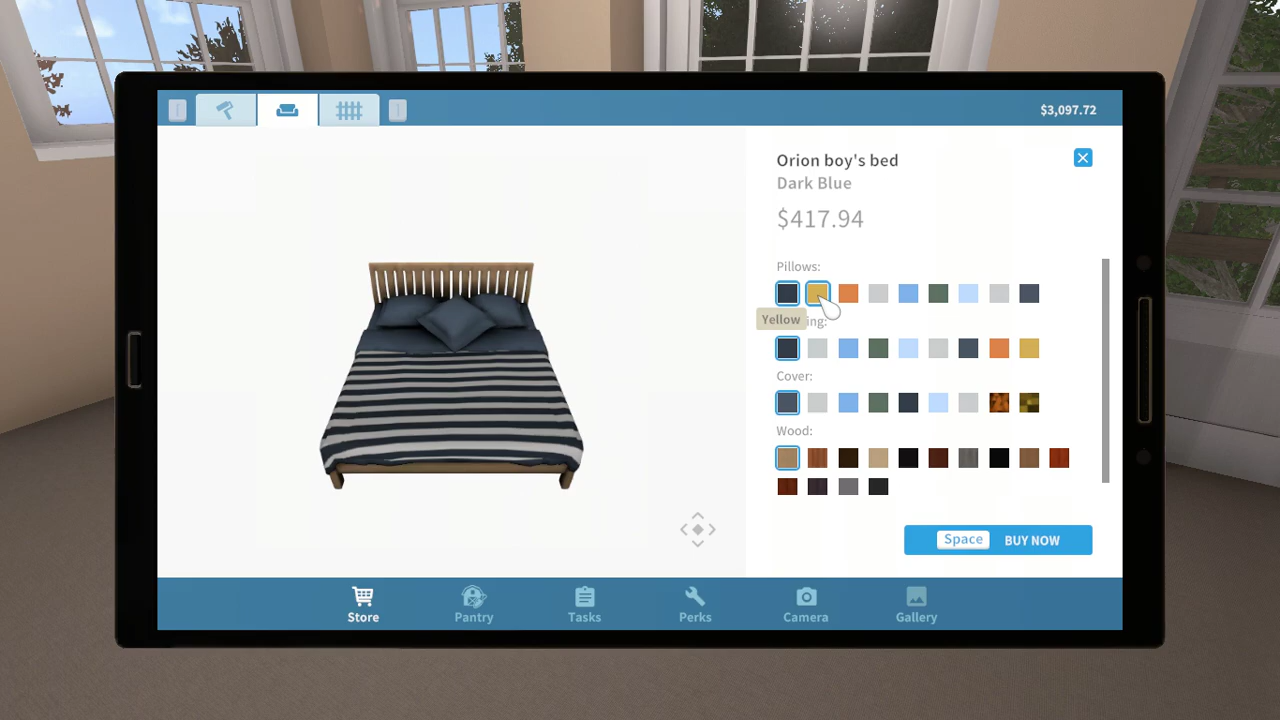 $3,097.72
Orion boy's bed
Dark Blue
$417.94
Pillows:
Yellow
ing:
Cover:
Wood:
Space BUY NOW
Store Pantry Tasks Perks Camera Gallery